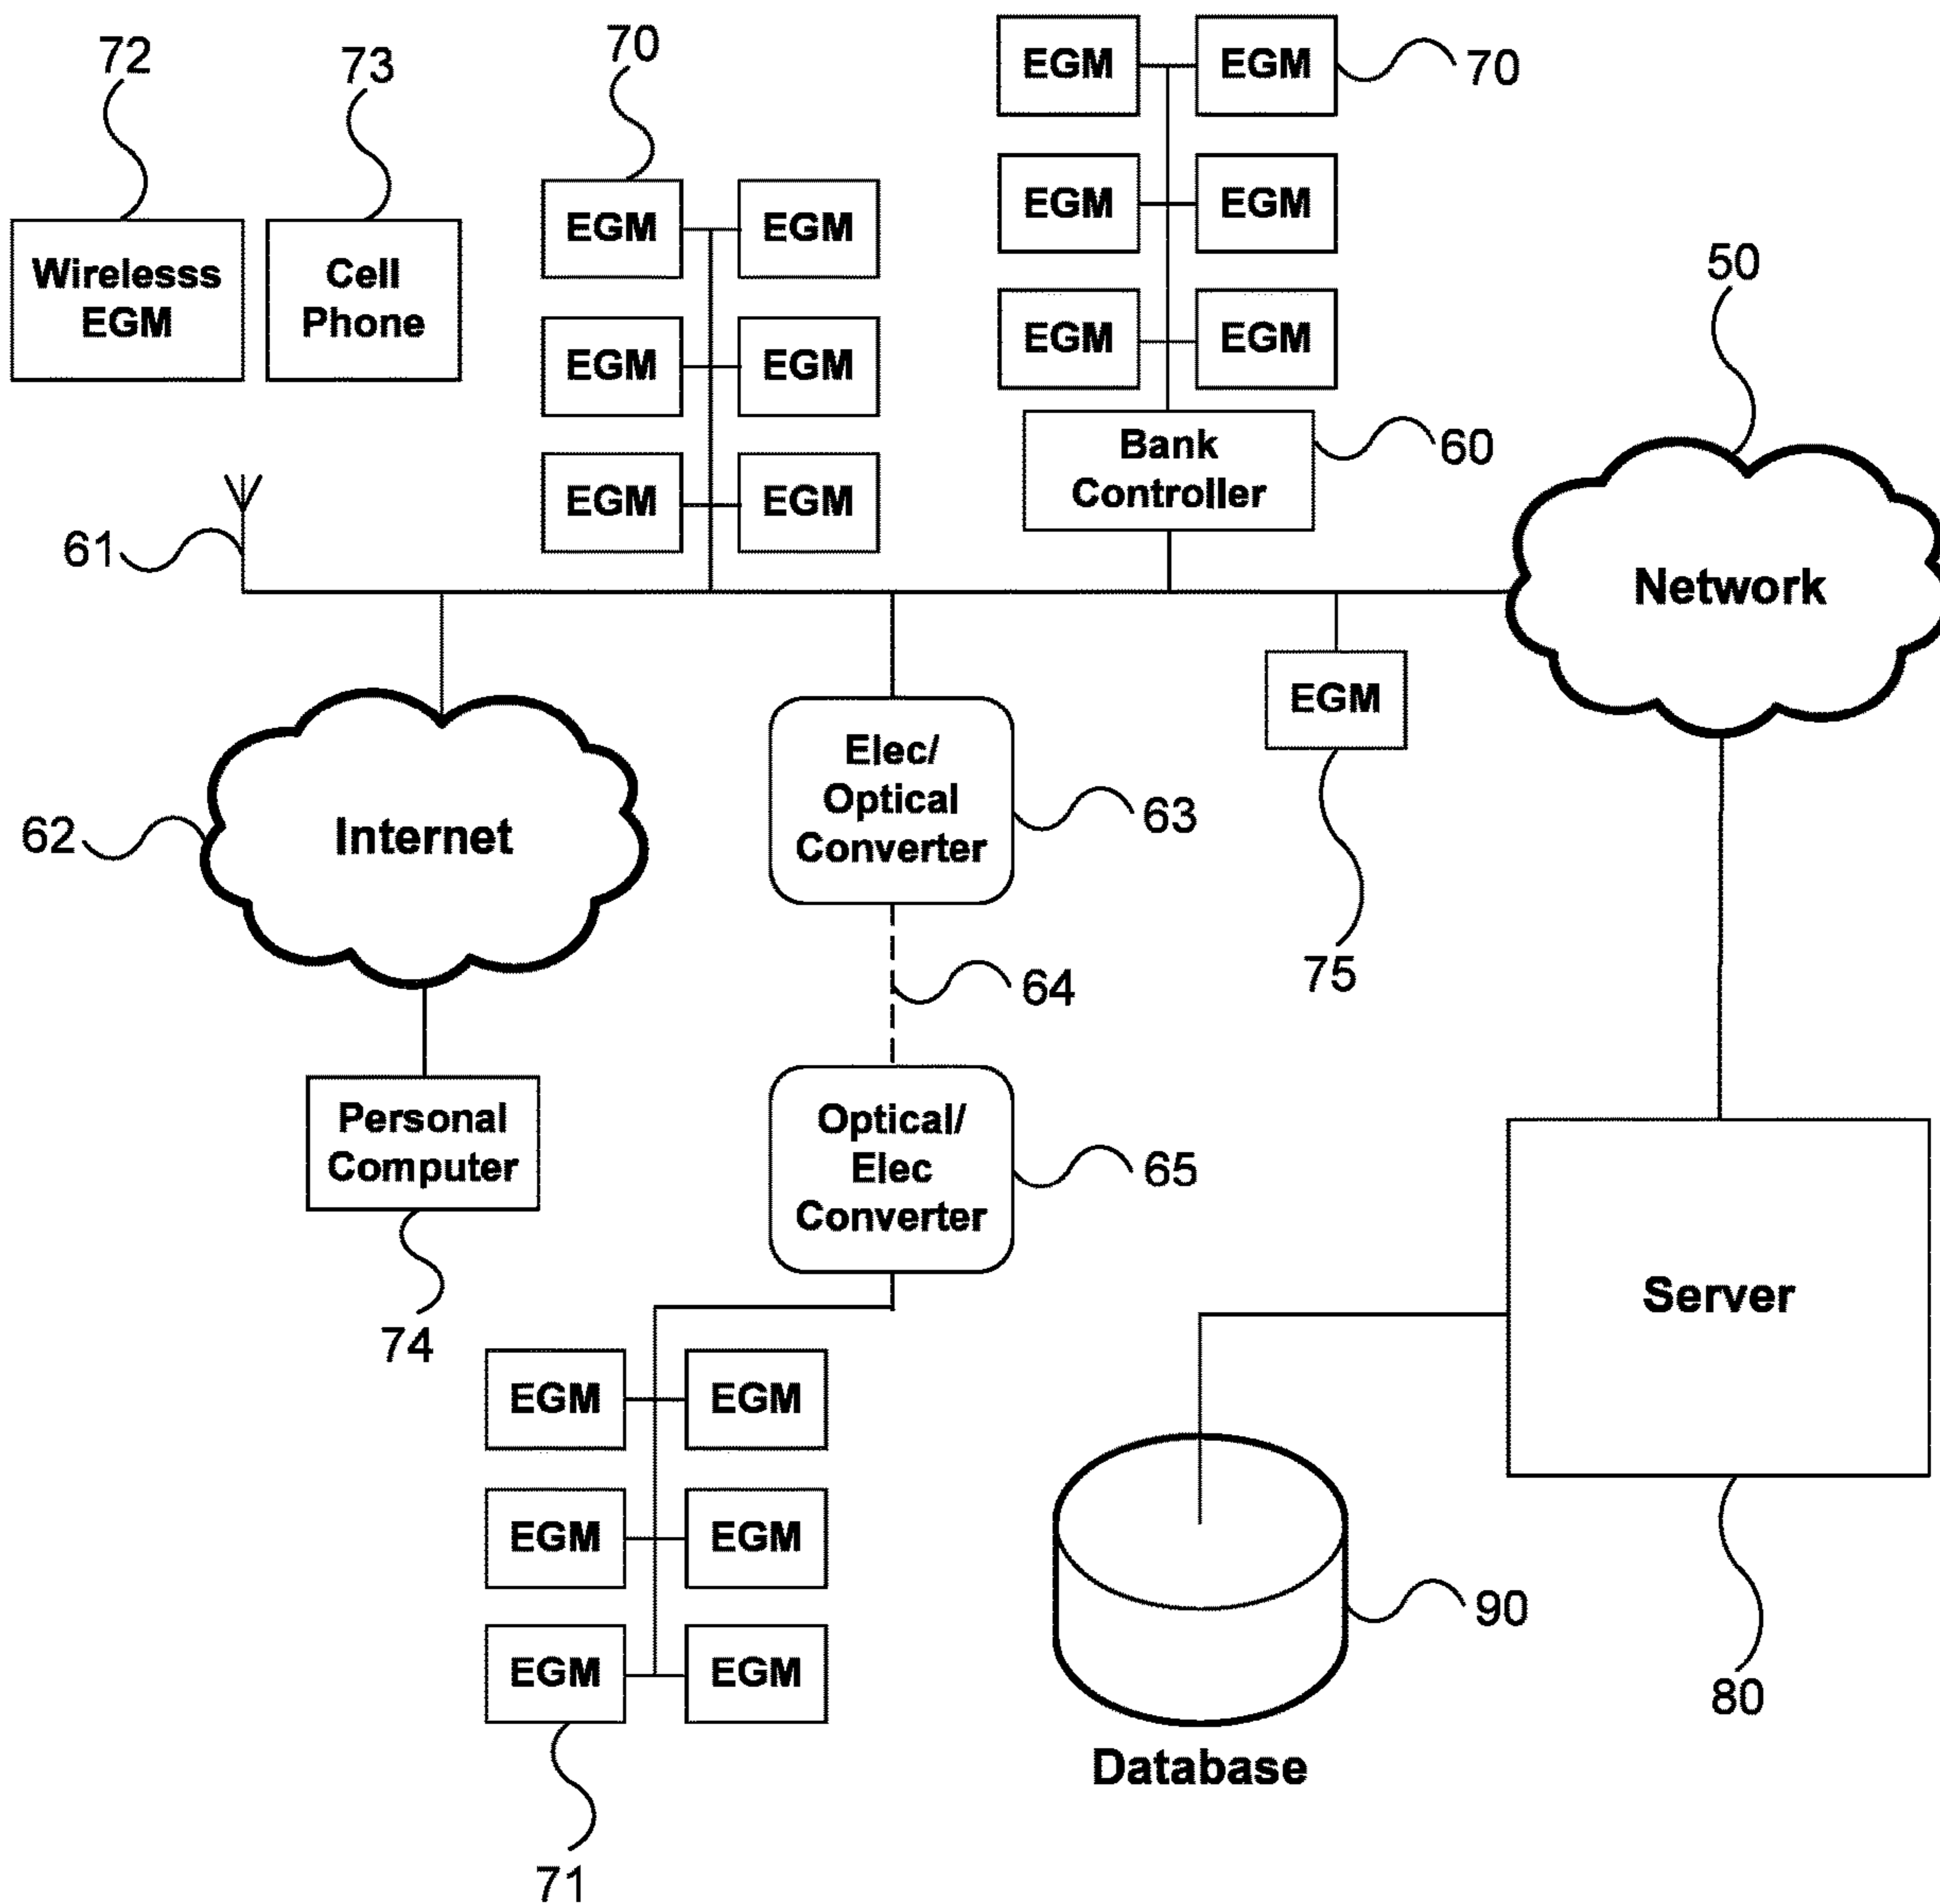 72
73
70
EGM
EGM
70
Wirelesss
EGM
Cell
Phone
EGM
EGM
EGM
EGM
EGM
EGM
EGM
EGM
EGM
EGM
50
61
Bank
Controller
60
Network
EGM
75
62
Internet
Elec/
Optical
Converter
63
64
Personal
Computer
74
Optical/
Elec
Converter
65
Server
80
EGM
EGM
EGM
EGM
EGM
EGM
71
90
Database